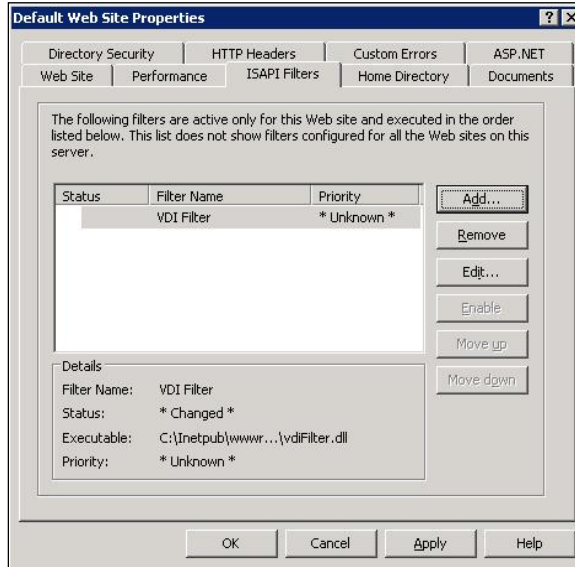 Default Web Site Properties
? X
Directory Security HTTP Headers Custom Errors ASP.NET
Web Site Performance ISAPI Filters Home Directory Documents
The following filters are active only for this Web site and executed in the order
listed below. This list does not show filters configured for all the Web sites on this
server.
Status Filter Name Priority Add...
VDI Filter * Unknown *
Remove
Edit...
Enable
Move up
Move down
Details
Filter Name: VDI Filter
Status: * Changed *
Executable: C:\Inetpub\wwwr...\vdiFilter.dll
Priority: * Unknown *
OK Cancel Apply Help